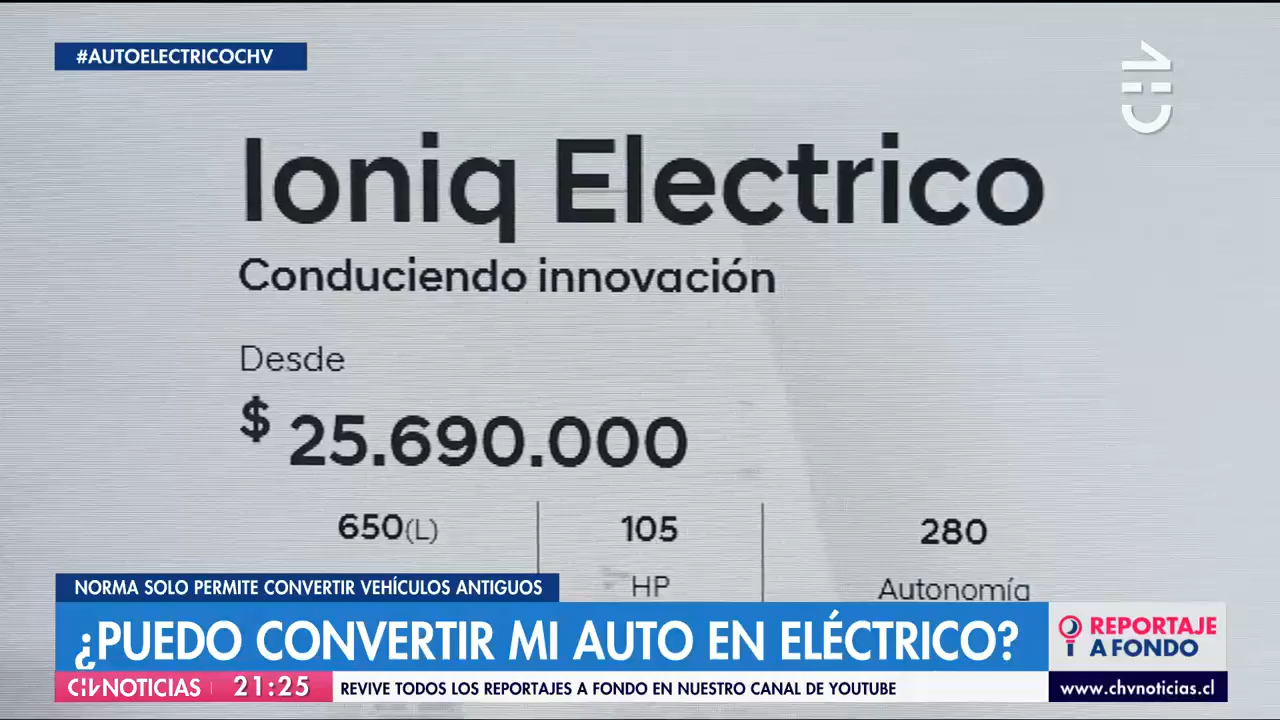 #AUTOELECTRICOCHV
CHV
Ioniq Electrico
Conduciendo innovación
Desde
$ 25.690.000
650(L)
105
280
HP
Autonomía
NORMA SOLO PERMITE CONVERTIR VEHÍCULOS ANTIGUOS
¿PUEDO CONVERTIR MI AUTO EN ELÉCTRICO?
REPORTAJE
A FONDO
CHVNOTICIAS 21:25
REVIVE TODOS LOS REPORTAJES A FONDO EN NUESTRO CANAL DE YOUTUBE
www.chvnoticias.cl